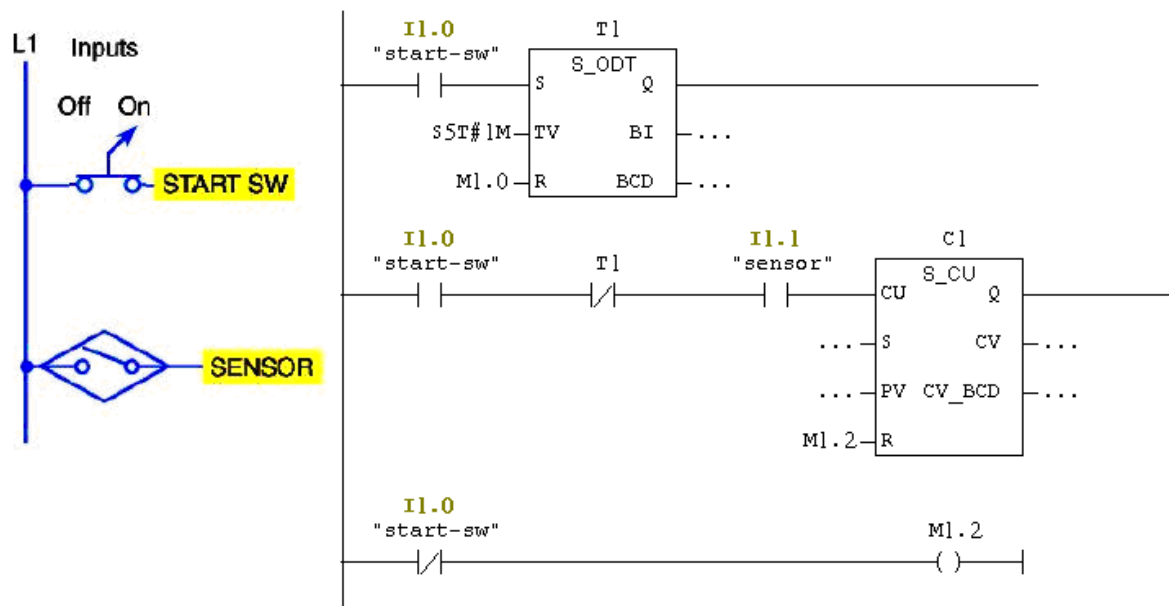 L1 Inputs
Off On
START SW
SENSOR
I1.0 T1
"start-sw" S_ODT
S Q
S5T#1M TV BI ...
M1.0 R BCD ...
I1.0 I1.1 C1
"start-sw" T1 "sensor" S_CU
CU Q
... S CV ...
... PV CV_BCD ...
M1.2 R
I1.0
"start-sw" M1.2
( )